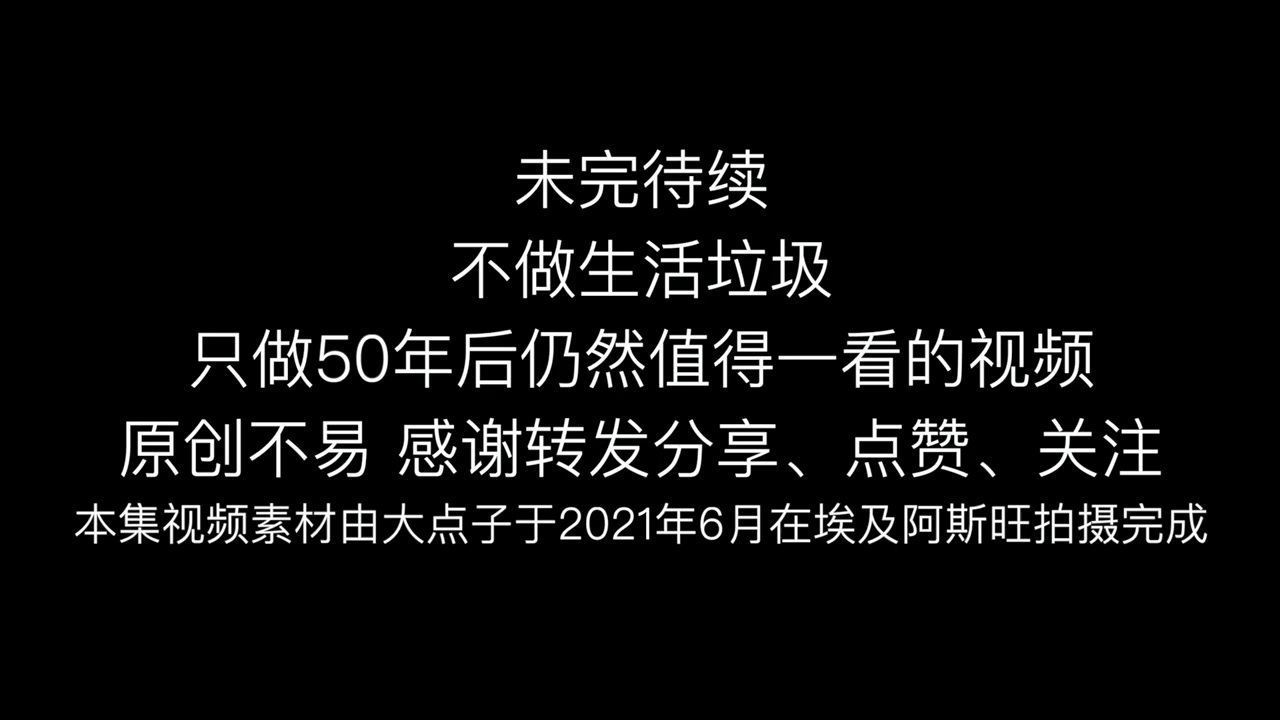 未完待续
不做生活垃圾
只做50年后仍然值得一看的视频
原创不易 感谢转发分享、点赞、关注
本集视频素材由大点子于2021年6月在埃及阿斯旺拍摄完成